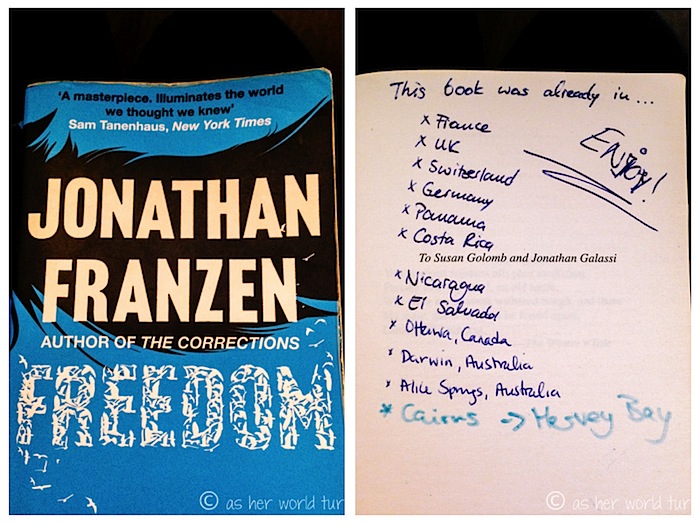 'A masterpiece. Illuminates the world
we thought we knew'
Sam Tanenhaus, New York Times
JONATHAN
FRANZEN
AUTHOR OF THE CORRECTIONS
FREEDOM
© as her world tur
This book was already in...
x France
x UK
x Switzerland
x Germany
x Panama
x Costa Rica
ENJOY!
To Susan Golomb and Jonathan Galassi
x Nicaragua
x El Salvador
x Ottawa, Canada
x Darwin, Australia
x Alice Springs, Australia
* Cairns → Hervey Bay
© as her world tur